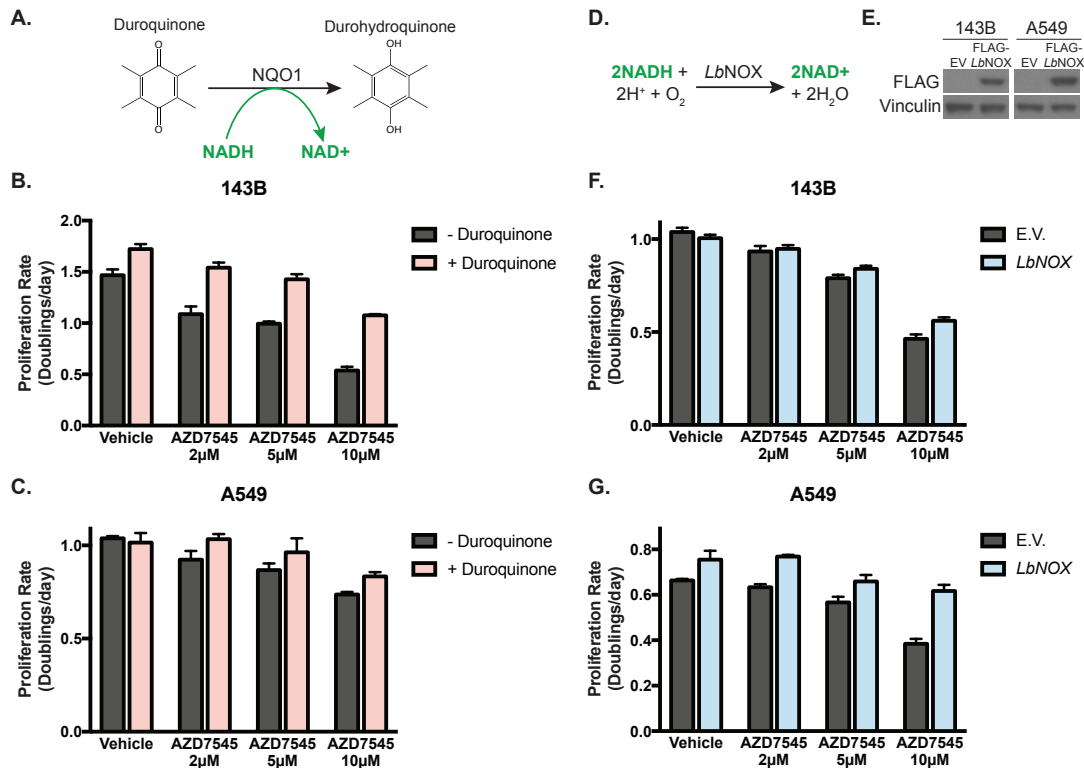 A.
Duroquinone
Durohydroquinone
O
O
NQO1
OH
OH
NADH
NAD+
D.
2NADH +
2H⁺ + O₂
LbNOX
2NAD+
+ 2H₂O
E.
143B
A549
EV
FLAG-
LbNOX
EV
FLAG-
LbNOX
FLAG
Vinculin
B.
143B
Proliferation Rate
(Doublings/day)
2.0
1.5
1.0
0.5
0.0
Vehicle
AZD7545
2µM
AZD7545
5µM
AZD7545
10µM
- Duroquinone
+ Duroquinone
F.
143B
Proliferation Rate
(Doublings/day)
1.0
0.5
0.0
Vehicle
AZD7545
2µM
AZD7545
5µM
AZD7545
10µM
E.V.
LbNOX
C.
A549
Proliferation Rate
(Doublings/day)
1.0
0.5
0.0
Vehicle
AZD7545
2µM
AZD7545
5µM
AZD7545
10µM
- Duroquinone
+ Duroquinone
G.
A549
Proliferation Rate
(Doublings/day)
0.8
0.6
0.4
0.2
0.0
Vehicle
AZD7545
2µM
AZD7545
5µM
AZD7545
10µM
E.V.
LbNOX